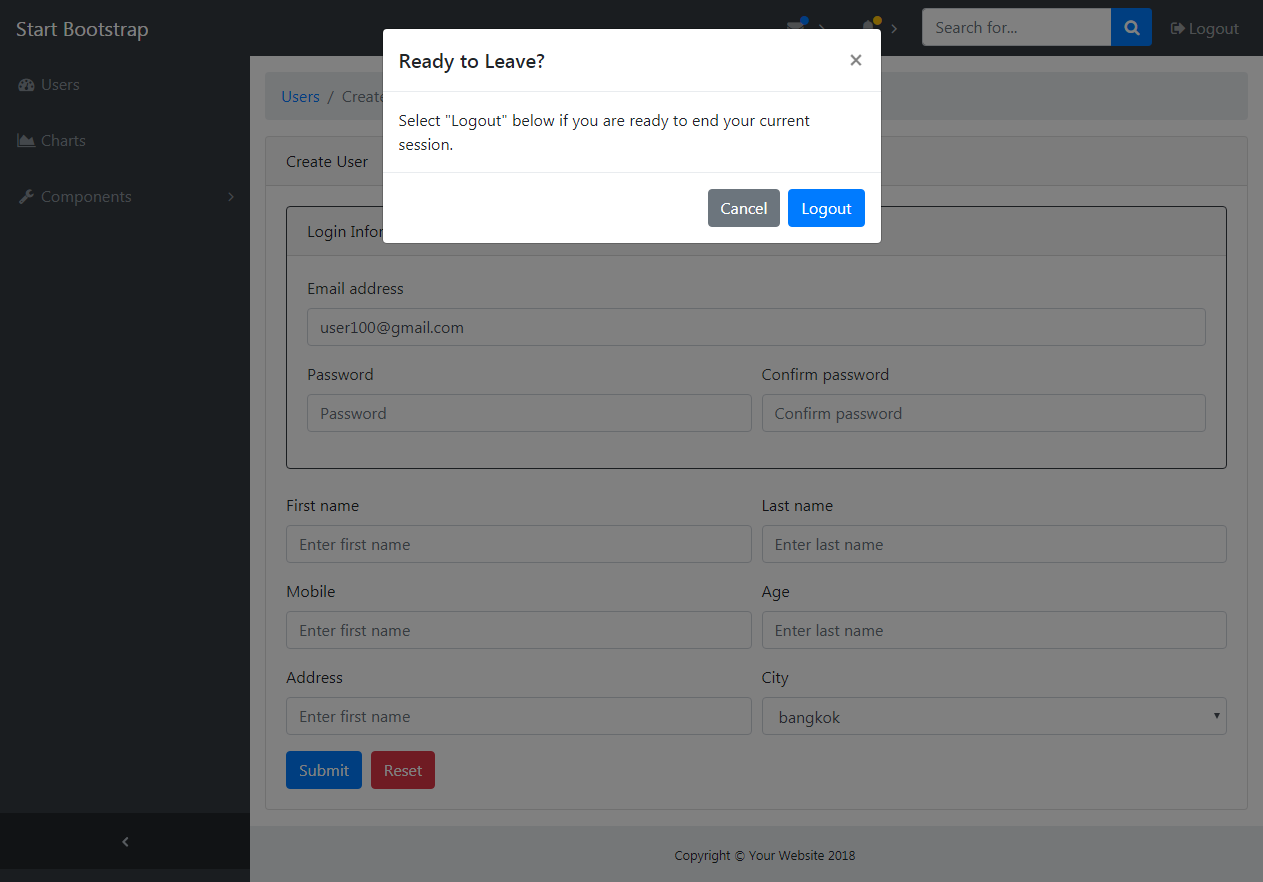 Start Bootstrap
Search for...
Logout
Ready to Leave?
×
Users
Users / Create
Select "Logout" below if you are ready to end your current
session.
Charts
Create User
Components
Cancel
Logout
Login Infor
Email address
user100@gmail.com
Password
Confirm password
Password
Confirm password
First name
Last name
Enter first name
Enter last name
Mobile
Age
Enter first name
Enter last name
Address
City
Enter first name
bangkok
Submit
Reset
Copyright © Your Website 2018